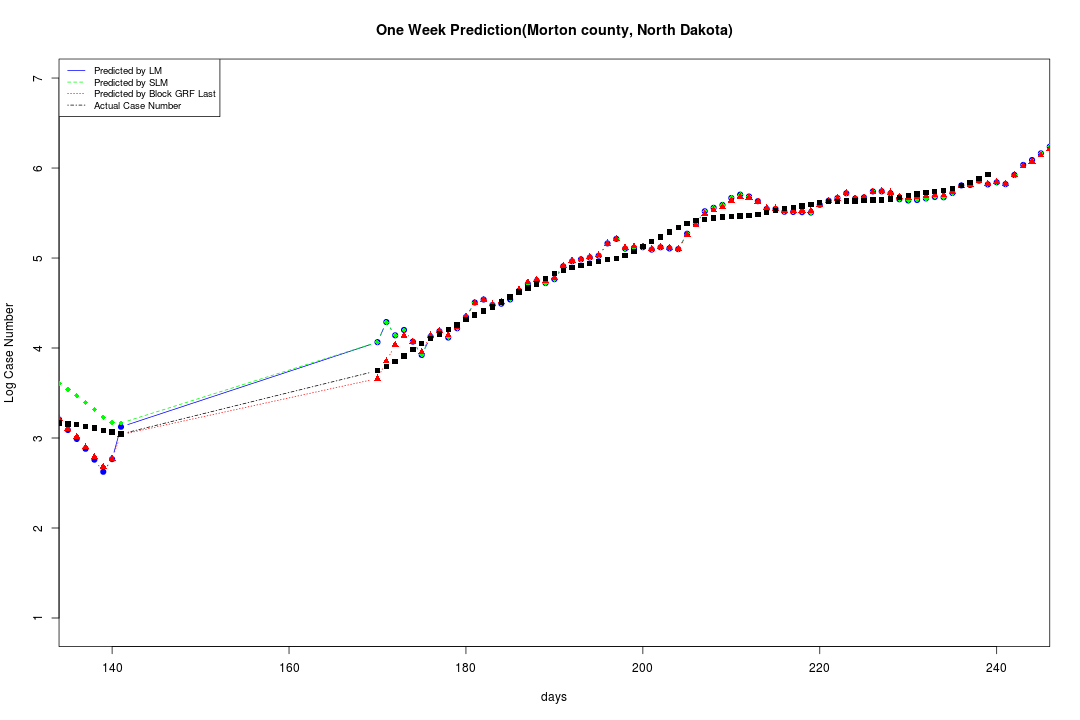 One Week Prediction(Morton county, North Dakota)
Predicted by LM
Predicted by SLM
Predicted by Block GRF Last
Actual Case Number
7
6
5
4
3
2
1
Log Case Number
140 160 180 200 220 240
days